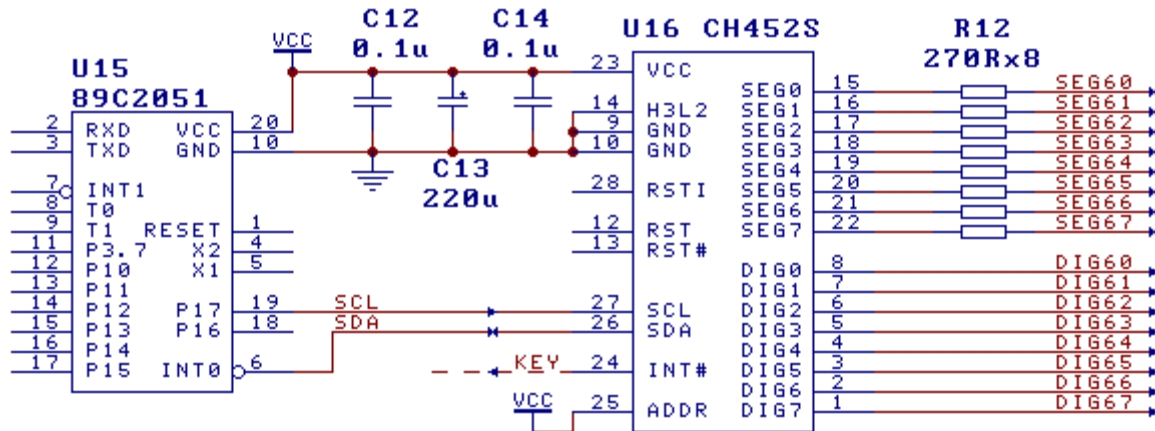 C12 C14 U16 CH452S R12
VCC 0.1u 0.1u 270Rx8
U15
89C2051
23 VCC
2 RXD VCC 20
3 TXD GND 10
7 INT1
8 T0
9 T1 RESET 1
11 P3.7 X2 4
12 P10 X1 5
13 P11
14 P12 P17 19 SCL
15 P13 P16 18 SDA
16 P14
17 P15 INT0 6
C13
220u
14 H3L2
9 GND
10 GND
28 RSTI
12 RST
13 RST#
27 SCL
26 SDA
KEY 24 INT#
VCC 25 ADDR
SEG0 15 SEG60
SEG1 16 SEG61
SEG2 17 SEG62
SEG3 18 SEG63
SEG4 19 SEG64
SEG5 20 SEG65
SEG6 21 SEG66
SEG7 22 SEG67
DIG0 8 DIG60
DIG1 7 DIG61
DIG2 6 DIG62
DIG3 5 DIG63
DIG4 4 DIG64
DIG5 3 DIG65
DIG6 2 DIG66
DIG7 1 DIG67